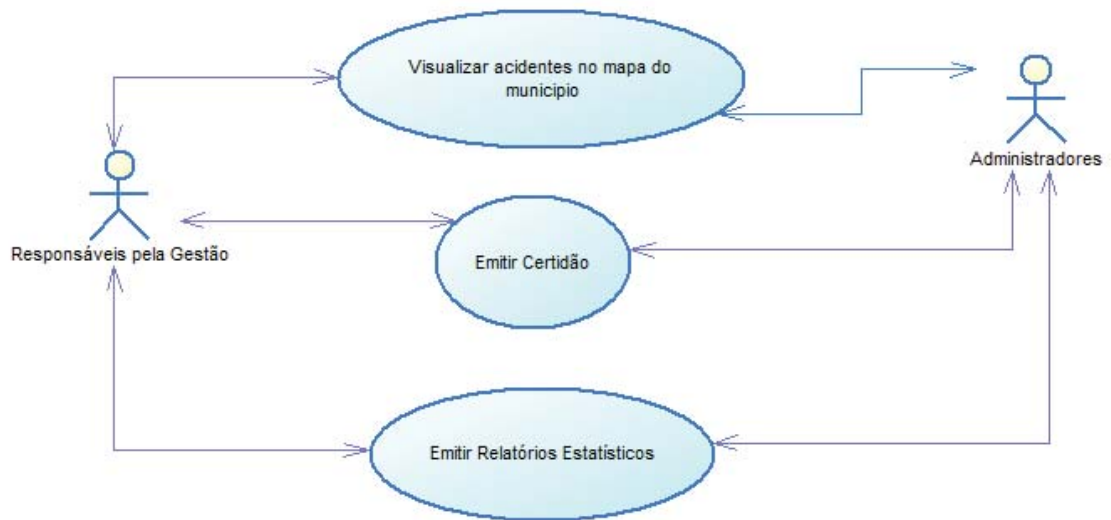 Visualizar acidentes no mapa do
municipio
Administradores
Responsáveis pela Gestão
Emitir Certidão
Emitir Relatórios Estatísticos